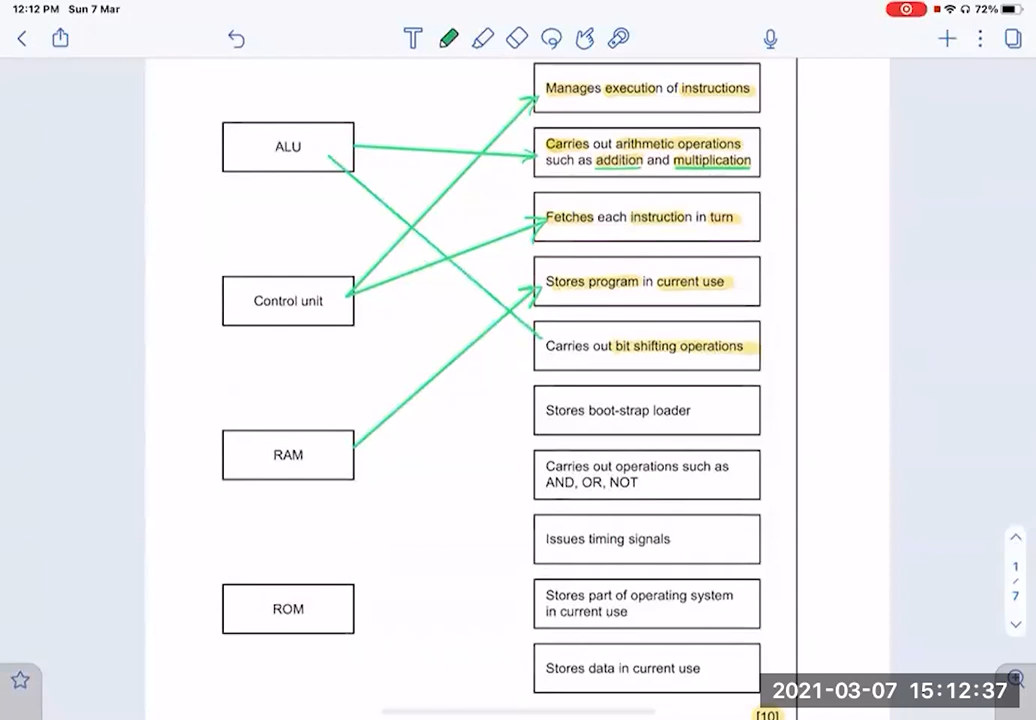 12:12 PM Sun 7 Mar
72%
Manages execution of instructions
ALU
Carries out arithmetic operations
such as addition and multiplication
Fetches each instruction in turn
Stores program in current use
Control unit
Carries out bit shifting operations
Stores boot-strap loader
RAM
Carries out operations such as
AND, OR, NOT
Issues timing signals
1
/
7
ROM
Stores part of operating system
in current use
Stores data in current use
2021-03-07 15:12:37
[10]